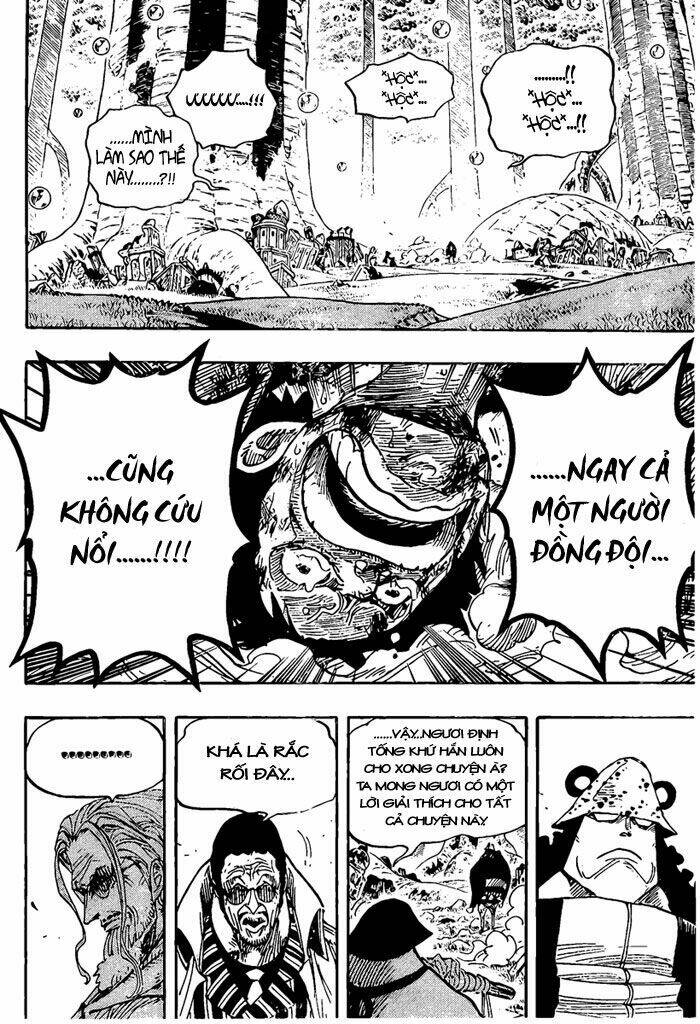 .........!!
*HỘC*...
*HỘC*...!!
*HỘC*...
*HỘC*...
ƯƯƯƯƯ....!!!
......MÌNH
LÀM SAO THẾ
NÀY........?!!
......NGAY CẢ
MỘT NGƯỜI
ĐỒNG ĐỘI...
...CŨNG
KHÔNG CỨU
NỔI.......!!!!
......VẬY...NGƯƠI ĐỊNH
TỐNG KHỨ HẮN LUÔN
CHO XONG CHUYỆN À?
TA MONG NGƯƠI CÓ MỘT
LỜI GIẢI THÍCH CHO TẤT
CẢ CHUYỆN NÀY
KHÁ LÀ RẮC
RỐI ĐÂY..
.........